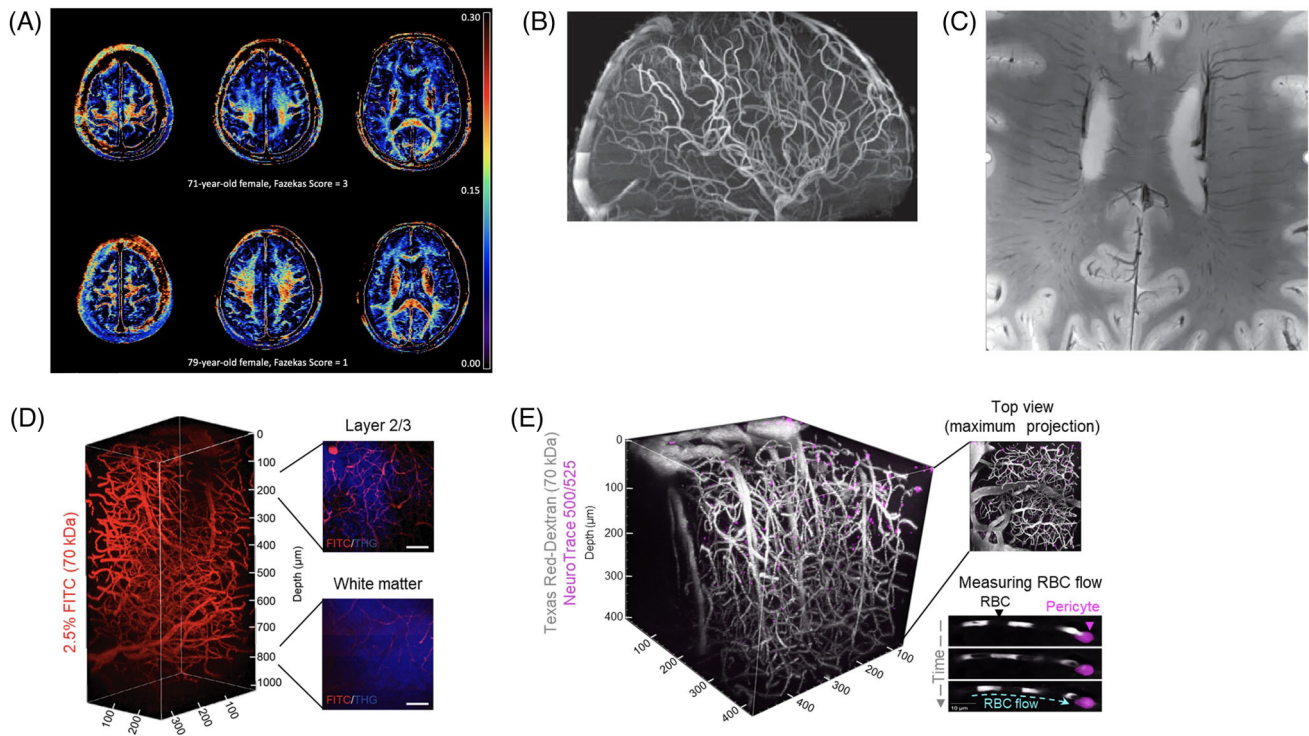 (A)
0.30
0.15
0.00
71-year-old female, Fazekas Score = 3
79-year-old female, Fazekas Score = 1
(B)
(C)
(D)
2.5% FITC (70 kDa)
0
100
200
300
400
500
600
700
800
1000
Depth (µm)
100
200
300
200
100
Layer 2/3
FITC/THG
White matter
FITC/THG
(E)
Texas Red-Dextran (70 kDa)
NeuroTrace 500/525
Depth (µm)
0
100
200
300
400
100
200
300
400
400
300
200
100
Top view
(maximum projection)
Measuring RBC flow
RBC
Pericyte
Time
RBC flow
10 µm